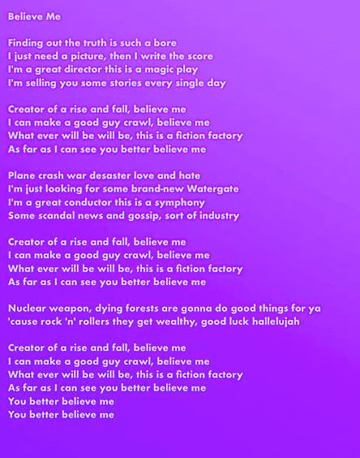 Believe Me
Finding out the truth is such a bore
I just need a picture, then I write the score
I'm a great director this is a magic play
I'm selling you some stories every single day
Creator of a rise and fall, believe me
I can make a good guy crawl, believe me
What ever will be will be, this is a fiction factory
As far as I can see you better believe me
Plane crash war desaster love and hate
I'm just looking for some brand-new Watergate
I'm a great conductor this is a symphony
Some scandal news and gossip, sort of industry
Creator of a rise and fall, believe me
I can make a good guy crawl, believe me
What ever will be will be, this is a fiction factory
As far as I can see you better believe me
Nuclear weapon, dying forests are gonna do good things for ya
'cause rock 'n' rollers they get wealthy, good luck hallelujah
Creator of a rise and fall, believe me
I can make a good guy crawl, believe me
What ever will be will be, this is a fiction factory
As far as I can see you better believe me
You better believe me
You better believe me